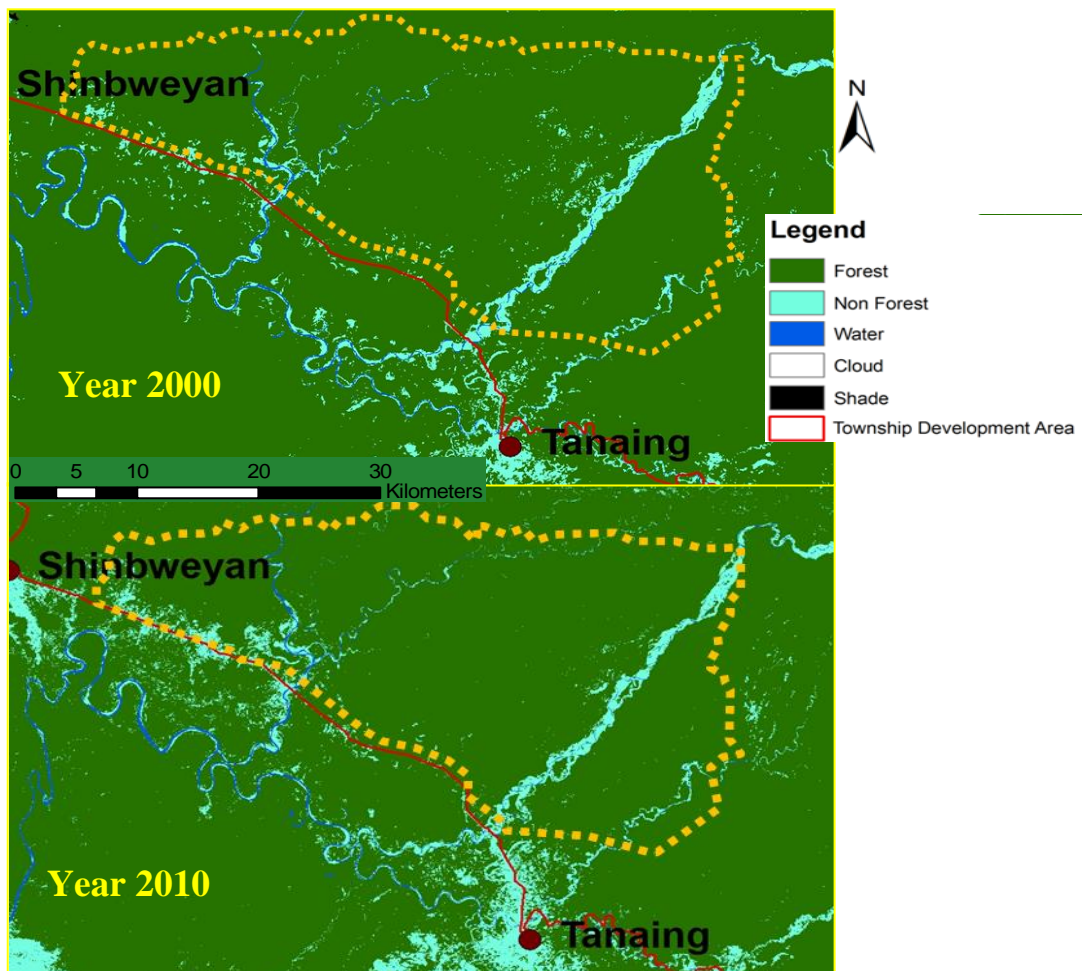 Shinbweyan
N
Legend
Forest
Non Forest
Water
Cloud
Shade
Township Development Area
Year 2000
Tanaing
0 5 10 20 30
Kilometers
Shinbweyan
Year 2010
Tanaing